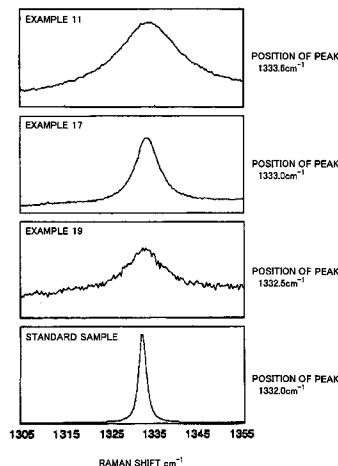 EXAMPLE 11
POSITION OF PEAK
1333.6cm⁻¹
EXAMPLE 17
POSITION OF PEAK
1333.0cm⁻¹
EXAMPLE 19
POSITION OF PEAK
1332.5cm⁻¹
STANDARD SAMPLE
POSITION OF PEAK
1332.0cm⁻¹
1305 1315 1325 1335 1345 1355
RAMAN SHIFT cm⁻¹